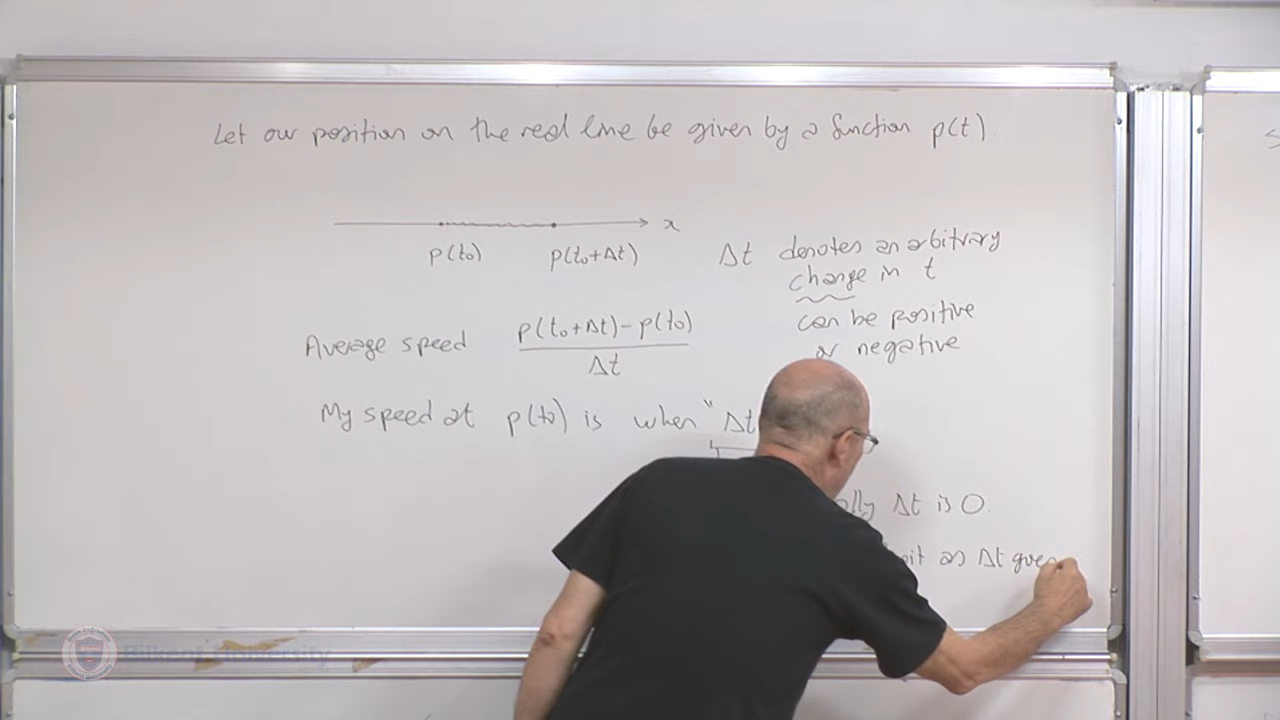 Let our position on the real line be given by a function p(t).
x
p(t₀) p(t₀+Δt)
Δt denotes an arbitrary
change in t
can be positive
or negative
Average speed p(t₀+Δt)-p(t₀)
Δt
My speed at p(t₀) is when "Δt
Δt is 0.
as Δt goes
Bilkent University